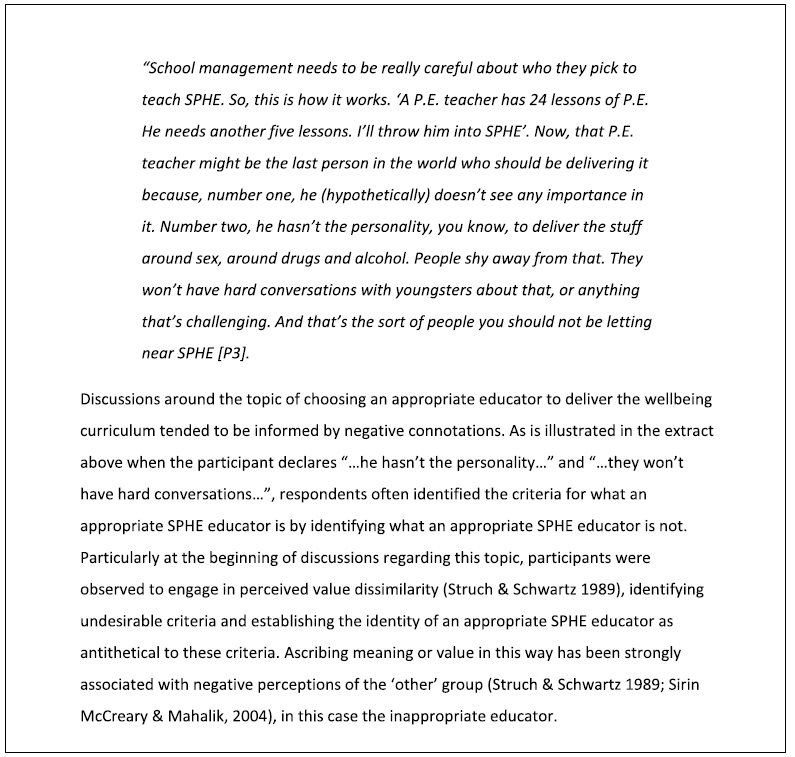 “School management needs to be really careful about who they pick to
teach SPHE. So, this is how it works. ‘A P.E. teacher has 24 lessons of P.E.
He needs another five lessons. I’ll throw him into SPHE’. Now, that P.E.
teacher might be the last person in the world who should be delivering it
because, number one, he (hypothetically) doesn’t see any importance in
it. Number two, he hasn’t the personality, you know, to deliver the stuff
around sex, around drugs and alcohol. People shy away from that. They
won’t have hard conversations with youngsters about that, or anything
that’s challenging. And that’s the sort of people you should not be letting
near SPHE [P3].
Discussions around the topic of choosing an appropriate educator to deliver the wellbeing
curriculum tended to be informed by negative connotations. As is illustrated in the extract
above when the participant declares “…he hasn’t the personality…” and “…they won’t
have hard conversations…”, respondents often identified the criteria for what an
appropriate SPHE educator is by identifying what an appropriate SPHE educator is not.
Particularly at the beginning of discussions regarding this topic, participants were
observed to engage in perceived value dissimilarity (Struch & Schwartz 1989), identifying
undesirable criteria and establishing the identity of an appropriate SPHE educator as
antithetical to these criteria. Ascribing meaning or value in this way has been strongly
associated with negative perceptions of the ‘other’ group (Struch & Schwartz 1989; Sirin
McCreary & Mahalik, 2004), in this case the inappropriate educator.